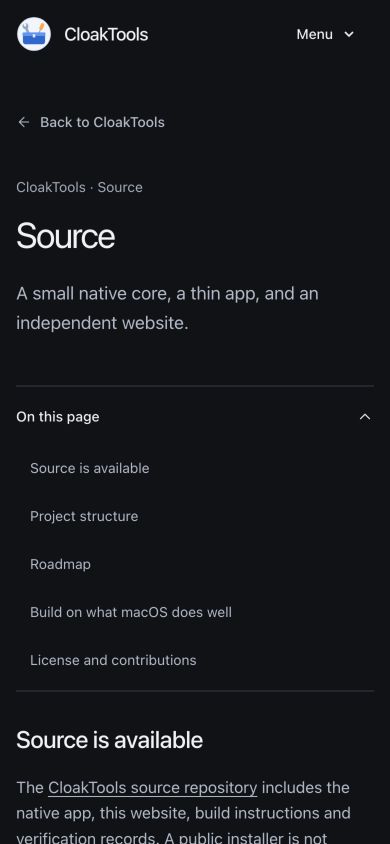 CloakTools
Menu
Back to CloakTools
CloakTools · Source
Source
A small native core, a thin app, and an
independent website.
On this page
Source is available
Project structure
Roadmap
Build on what macOS does well
License and contributions
Source is available
The CloakTools source repository includes the
native app, this website, build instructions and
verification records. A public installer is not